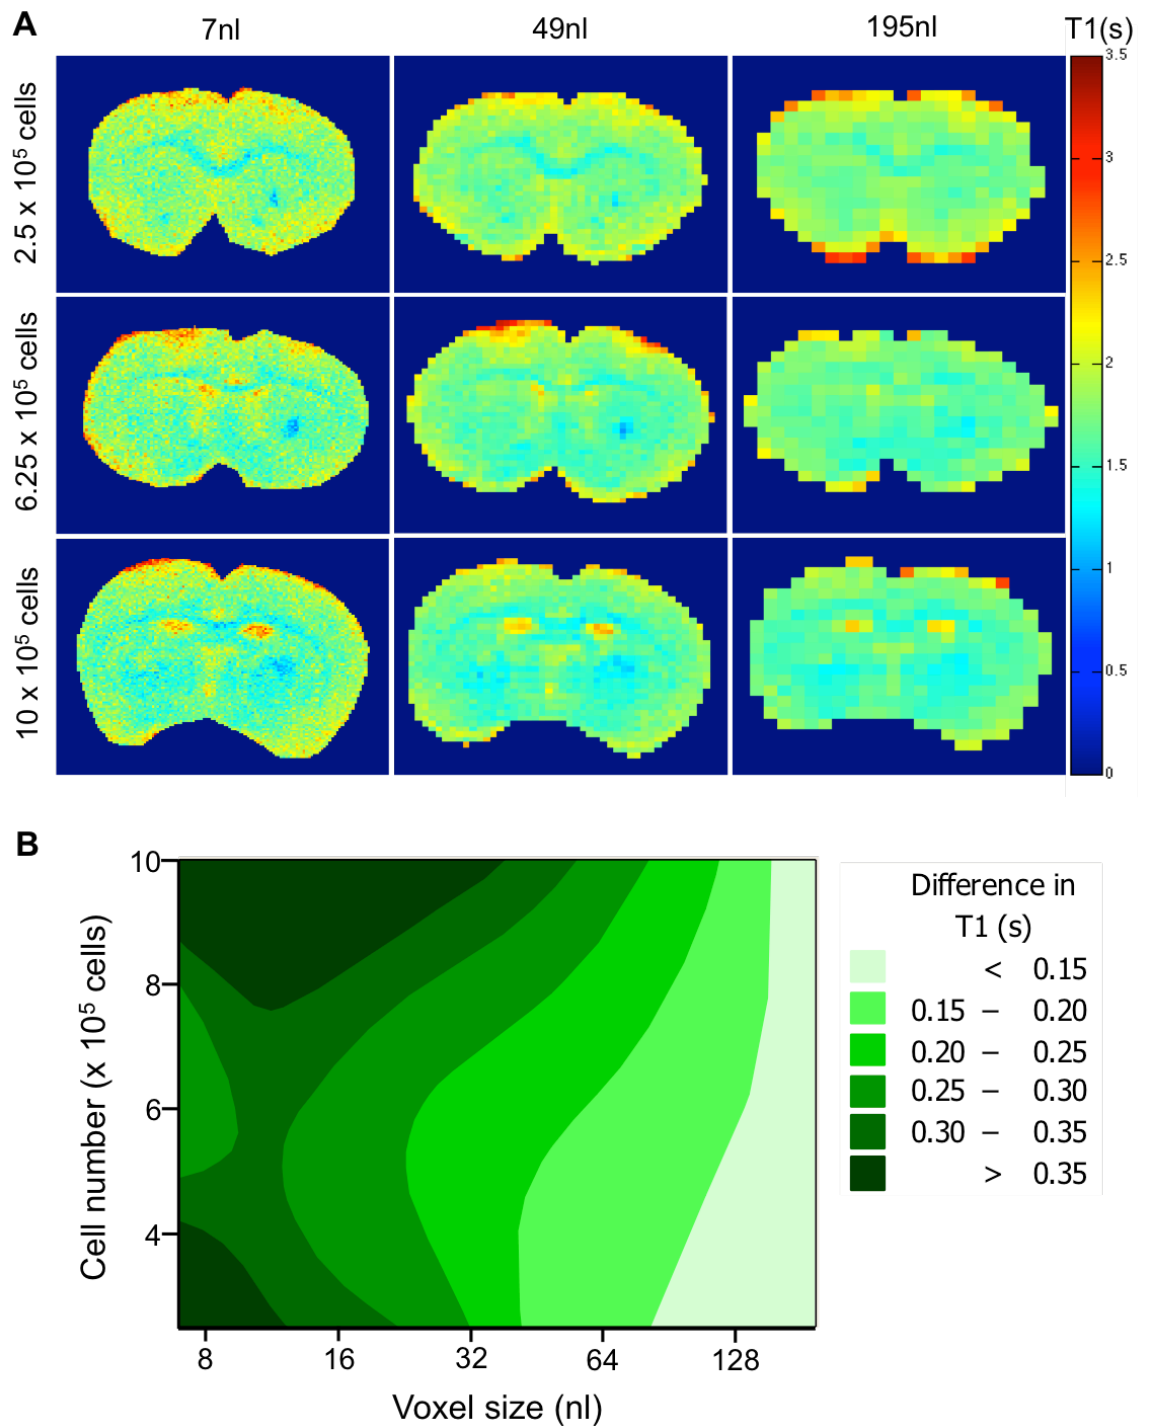 A
7nl 49nl 195nl T1(s)
2.5 x 10⁵ cells
6.25 x 10⁵ cells
10 x 10⁵ cells
3.5
3
2.5
2
1.5
1
0.5
0
B
Cell number (x 10⁵ cells)
10
8
6
4
8 16 32 64 128
Voxel size (nl)
Difference in
T1 (s)
< 0.15
0.15 – 0.20
0.20 – 0.25
0.25 – 0.30
0.30 – 0.35
> 0.35